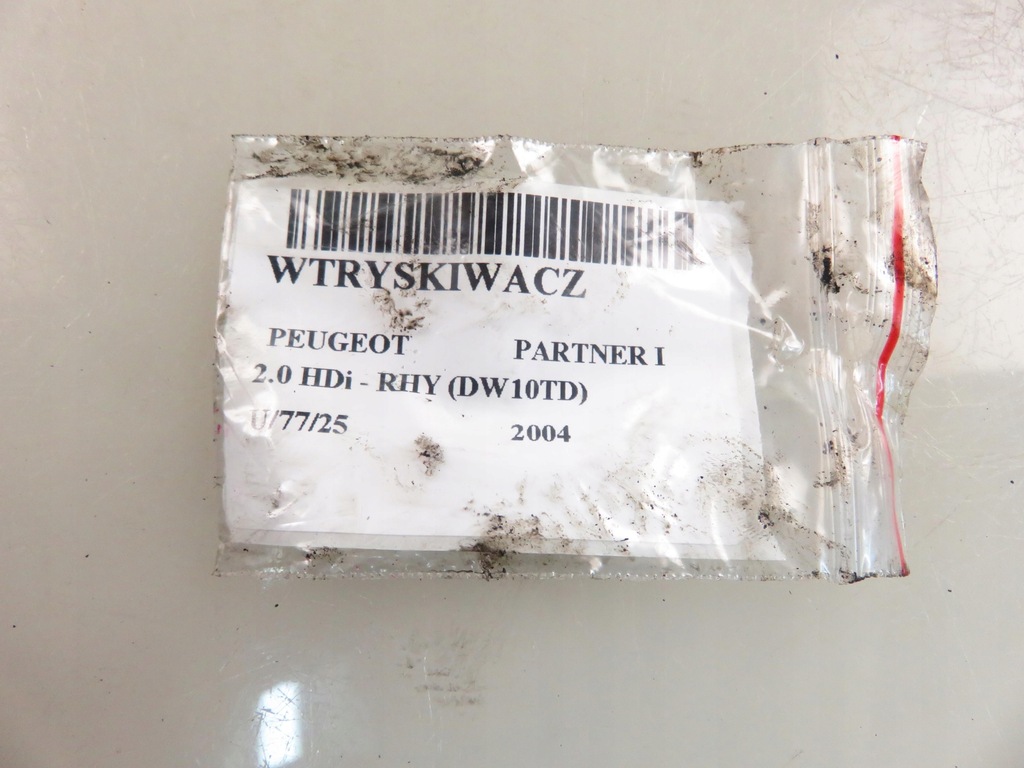 WTRYSKIWACZ
PEUGEOT PARTNER I
2.0 HDi - RHY (DW10TD)
U/77/25 2004